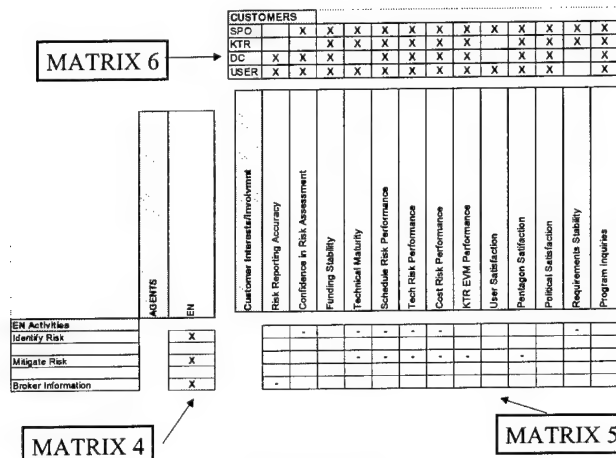 CUSTOMERS
SPO X X X X X X X X X X X X
KTR X X X X X X X X X X
DC X X X X X X X X X X
USER X X X X X X X X X X X X
MATRIX 6
AGENTS
EN
Customer Interests/Involvmnt
Risk Reporting Accuracy
Confidence in Risk Assessment
Funding Stability
Technical Maturity
Schedule Risk Performance
Tech Risk Performance
Cost Risk Performance
KTR EVM Performance
User Satisfaction
Pentagon Satifaction
Political Satisfaction
Requirements Stability
Program Inquiries
EN Activities
Identify Risk X - - - - - -
Mitigate Risk X - - - - - -
Broker Information X -
MATRIX 4
MATRIX 5